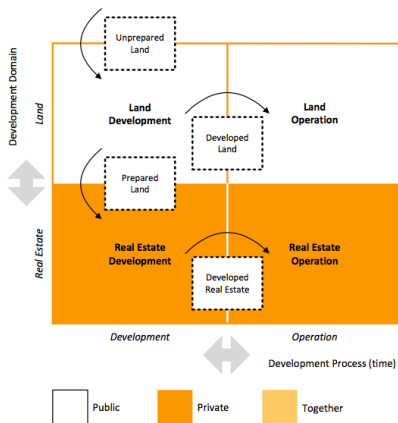 Development Domain
Land
Real Estate
Unprepared
Land
Land
Development
Land
Operation
Developed
Land
Prepared
Land
Real Estate
Development
Real Estate
Operation
Developed
Real Estate
Development
Operation
Development Process (time)
Public
Private
Together